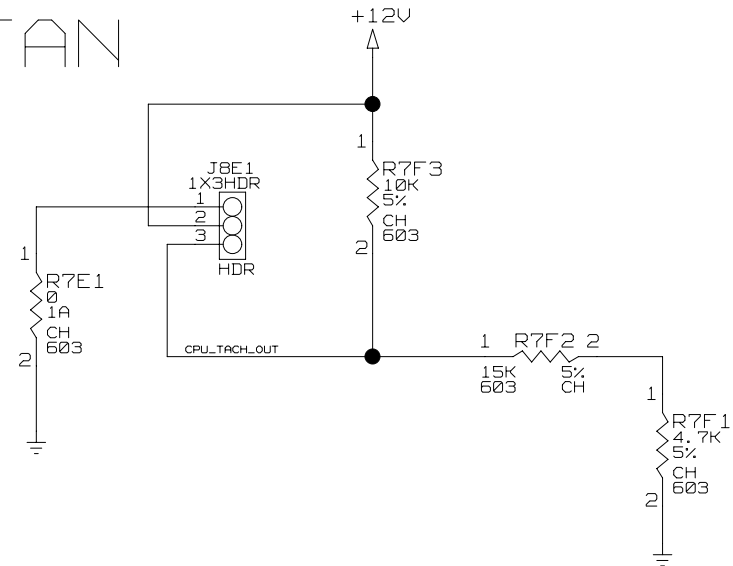 +12V
1
R7F3
10K
5%
CH
603
2
J8E1
1X3HDR
1
2
3
HDR
1
R7E1
0
1A
CH
603
2
CPU_TACH_OUT
1 R7F2 2
15K 5%
603 CH
1
R7F1
4.7K
5%
CH
603
2